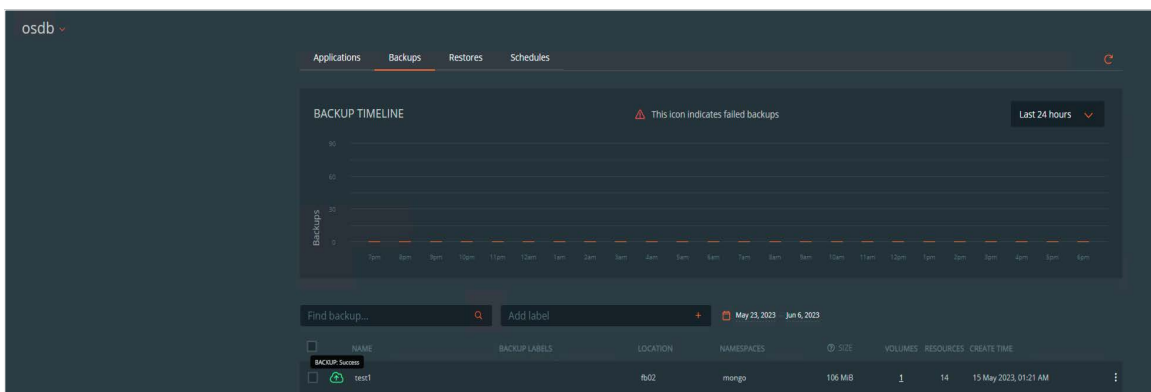 osdb
Applications Backups Restores Schedules
BACKUP TIMELINE
This icon indicates failed backups
Last 24 hours
90
60
30
0
Backups
7pm 8pm 9pm 10pm 11pm 12am 1am 2am 3am 4am 5am 6am 7am 8am 9am 10am 11am 12pm 1pm 2pm 3pm 4pm 5pm 6pm
Find backup...
Add label +
May 23, 2023 Jun 6, 2023
NAME BACKUP LABELS LOCATION NAMESPACES SIZE VOLUMES RESOURCES CREATE TIME
BACKUP: Success
test1 fb02 mongo 106 MiB 1 14 15 May 2023, 01:21 AM